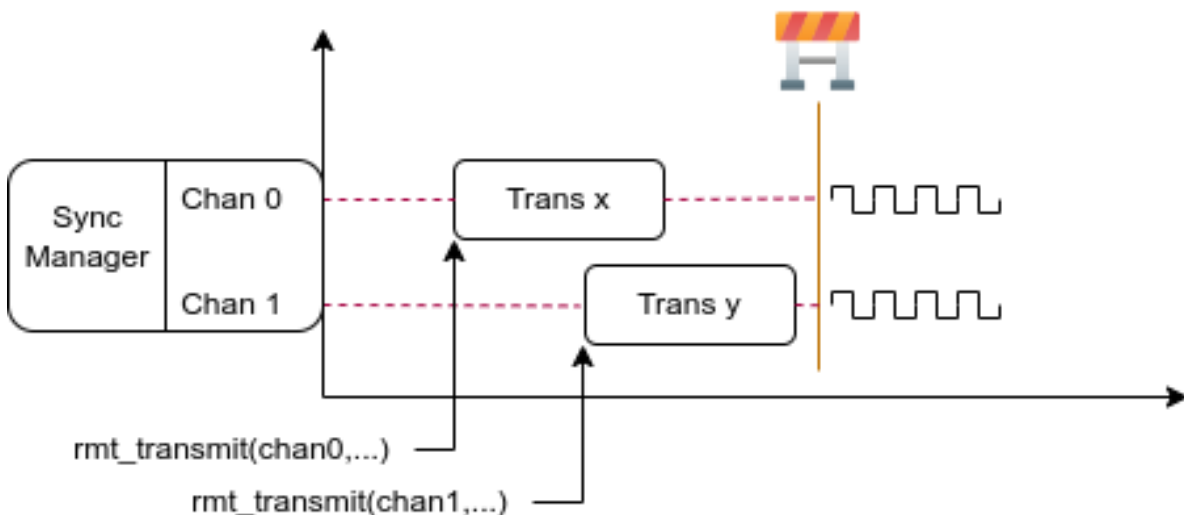 Sync
Manager
Chan 0
Chan 1
Trans x
Trans y
rmt_transmit(chan0,...)
rmt_transmit(chan1,...)